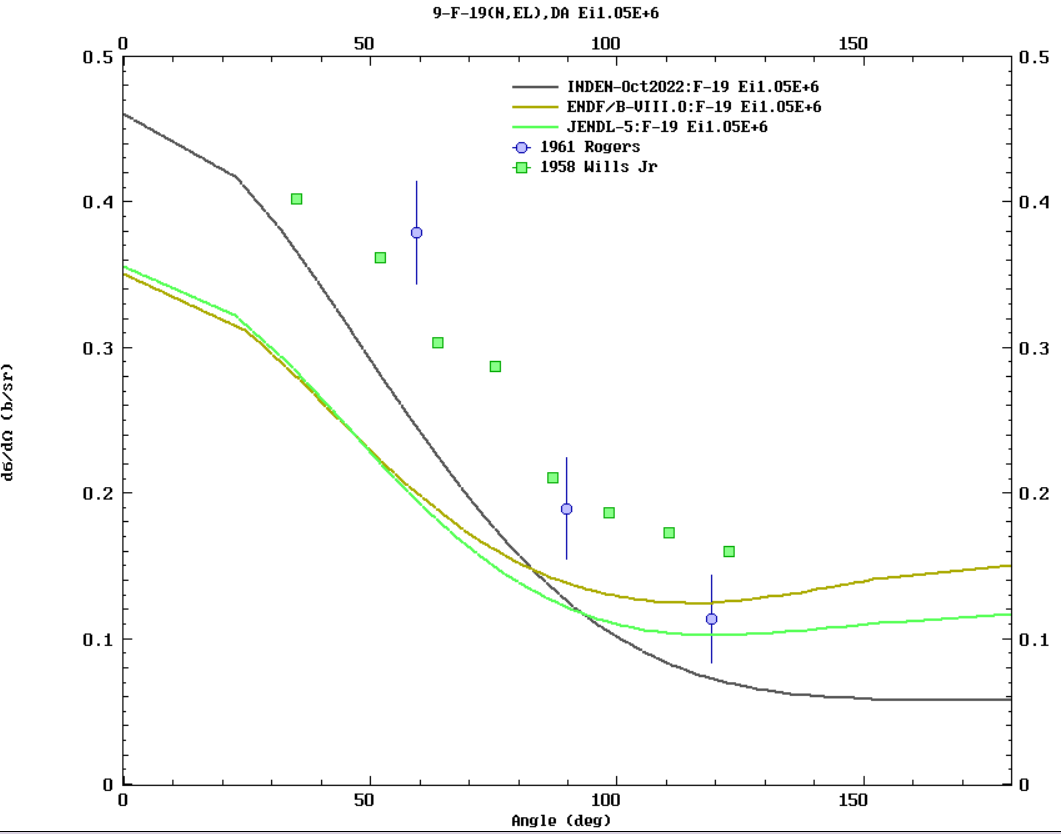 9-F-19(N,EL),DA Ei1.05E+6
0 50 100 150
0.5 0.5
INDEN-Oct2022:F-19 Ei1.05E+6
ENDF/B-VIII.0:F-19 Ei1.05E+6
JENDL-5:F-19 Ei1.05E+6
1961 Rogers
1958 Wills Jr
0.4 0.4
0.3 0.3
dб/dΩ (b/sr)
0.2 0.2
0.1 0.1
0 0
0 50 100 150
Angle (deg)